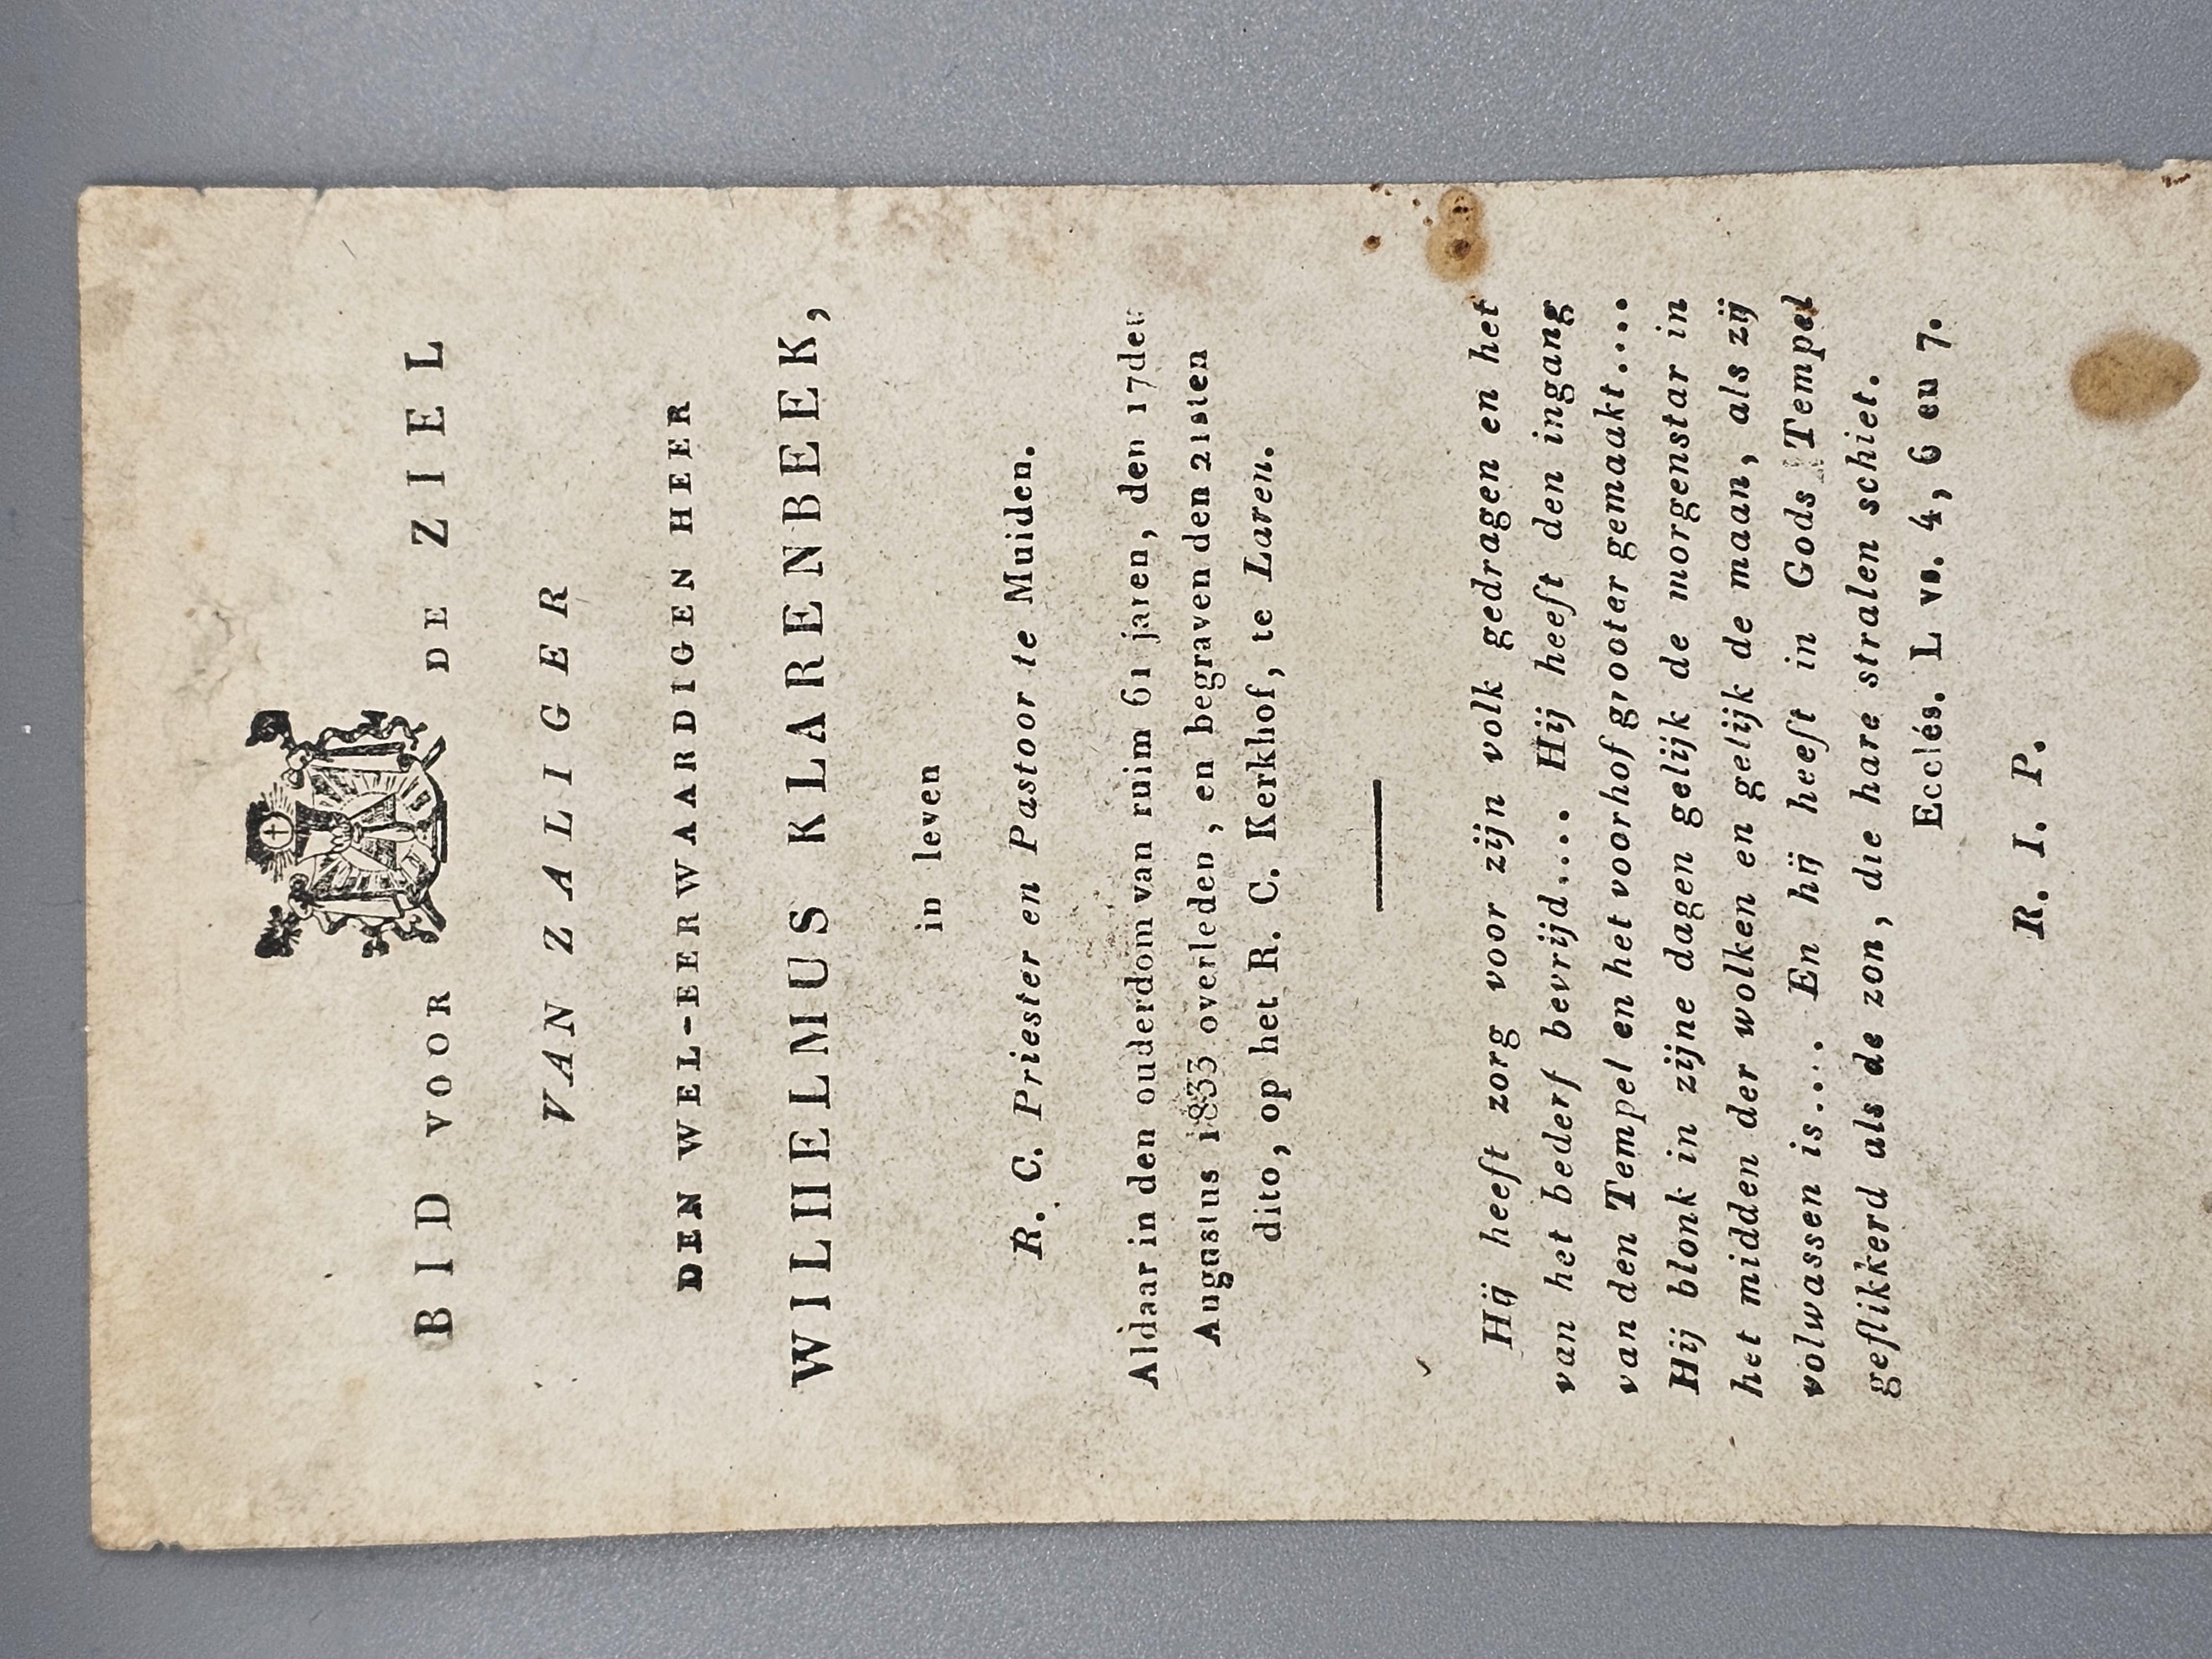 BID VOOR DE ZIEL
VAN ZALIGER
DEN WEL-EERWAARDIGEN HEER
WILHELMUS KLARENBEEK,
in leven
R. C. Priester en Pastoor te Muiden.
Aldaar in den ouderdom van ruim 61 jaren, den 17den
Augustus 1833 overleden, en begraven den 21sten
dito, op het R. C. Kerkhof, te Laren.
Hij heeft zorg voor zijn volk gedragen en het
van het bederf bevrijd.... Hij heeft den ingang
van den Tempel en het voorhof grooter gemaakt....
Hij blonk in zijne dagen gelijk de morgenstar in
het midden der wolken en gelijk de maan, als zij
volwassen is.... En hij heeft in Gods Tempel
geflikkerd als de zon, die hare stralen schiet.
Ecclés. L vs. 4, 6 en 7.
R. I. P.